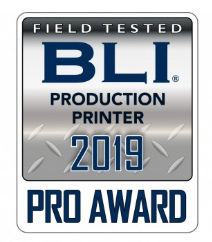 FIELD TESTED
BLI®
PRODUCTION
PRINTER
2019
PRO AWARD